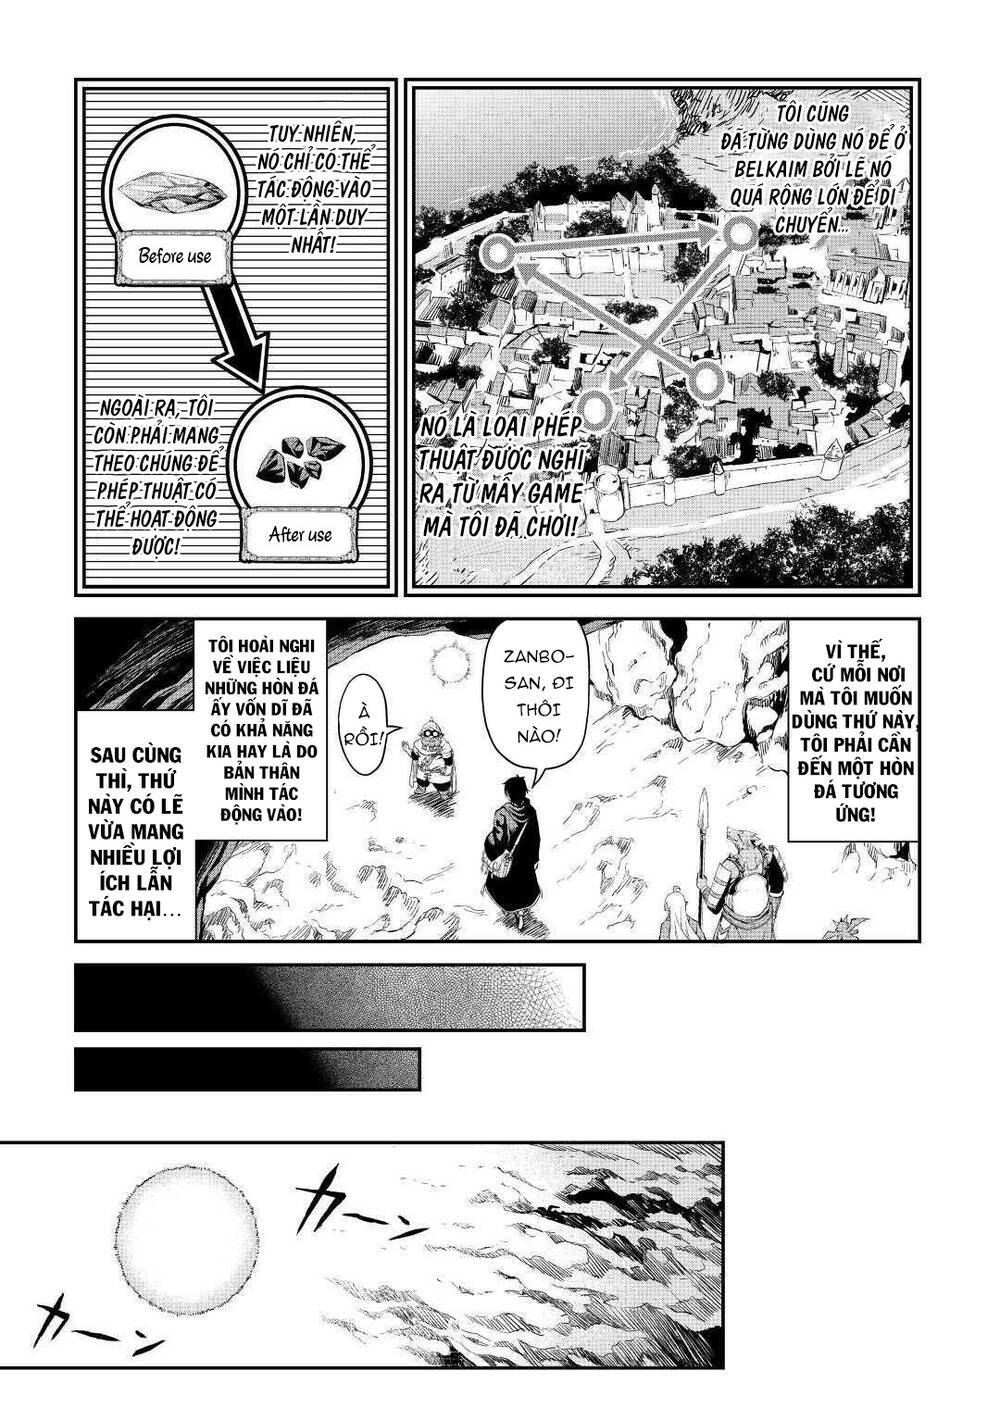 TÔI CŨNG
ĐÃ TỪNG DÙNG NÓ ĐỂ Ở
BELKAIM BỞI LẼ NÓ
QUÁ RỘNG LỚN ĐỂ DI
CHUYỂN...
NÓ LÀ LOẠI PHÉP
THUẬT ĐƯỢC NGHĨ
RA TỪ MẤY GAME
MÀ TÔI ĐÃ CHƠI!
TUY NHIÊN,
NÓ CHỈ CÓ THỂ
TÁC ĐỘNG VÀO
MỘT LẦN DUY
NHẤT!
Before use
NGOÀI RA, TÔI
CÒN PHẢI MANG
THEO CHÚNG ĐỂ
PHÉP THUẬT CÓ
THỂ HOẠT ĐỘNG
ĐƯỢC!
After use
VÌ THẾ,
CỨ MỖI NƠI
MÀ TÔI MUỐN
DÙNG THỨ NÀY,
TÔI PHẢI CẦN
ĐẾN MỘT HÒN
ĐÁ TƯƠNG
ỨNG!
ZANBO-
SAN, ĐI
THÔI
NÀO!
À
RỒI!
TÔI HOÀI NGHI
VỀ VIỆC LIỆU
NHỮNG HÒN ĐÁ
ẤY VỐN DĨ ĐÃ
CÓ KHẢ NĂNG
KIA HAY LÀ DO
BẢN THÂN
MÌNH TÁC
ĐỘNG VÀO!
SAU CÙNG
THÌ, THỨ
NÀY CÓ LẼ
VỪA MANG
NHIỀU LỢI
ÍCH LẪN
TÁC HẠI...
カーン
カーン